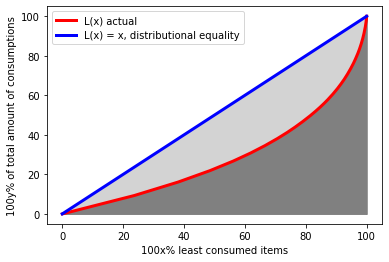 L(x) actual
L(x) = x, distributional equality
100y% of total amount of consumptions
100
80
60
40
20
0
0 20 40 60 80 100
100x% least consumed items